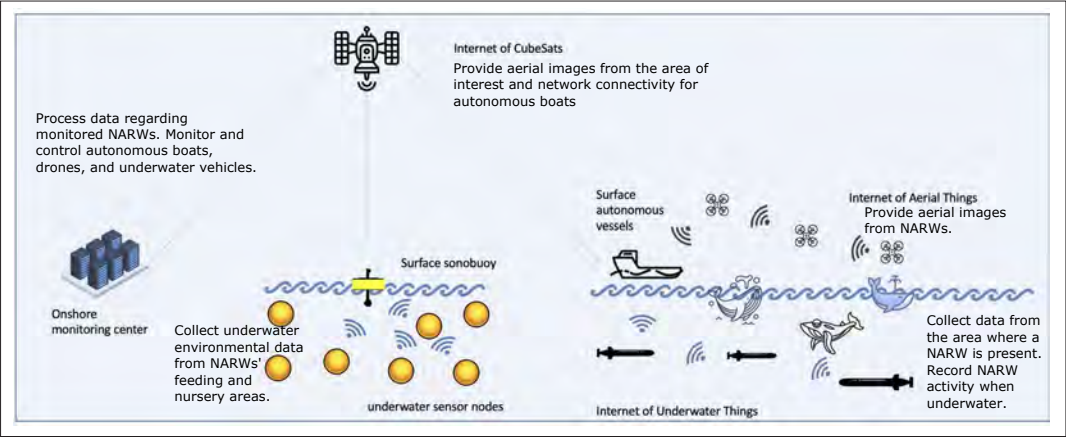 Internet of CubeSats
Provide aerial images from the area of
interest and network connectivity for
autonomous boats
Process data regarding
monitored NARWs. Monitor and
control autonomous boats,
drones, and underwater vehicles.
Onshore
monitoring center
Surface sonobuoy
Collect underwater
environmental data
from NARWs'
feeding and
nursery areas.
underwater sensor nodes
Surface
autonomous
vessels
Internet of Aerial Things
Provide aerial images
from NARWs.
Collect data from
the area where a
NARW is present.
Record NARW
activity when
underwater.
Internet of Underwater Things